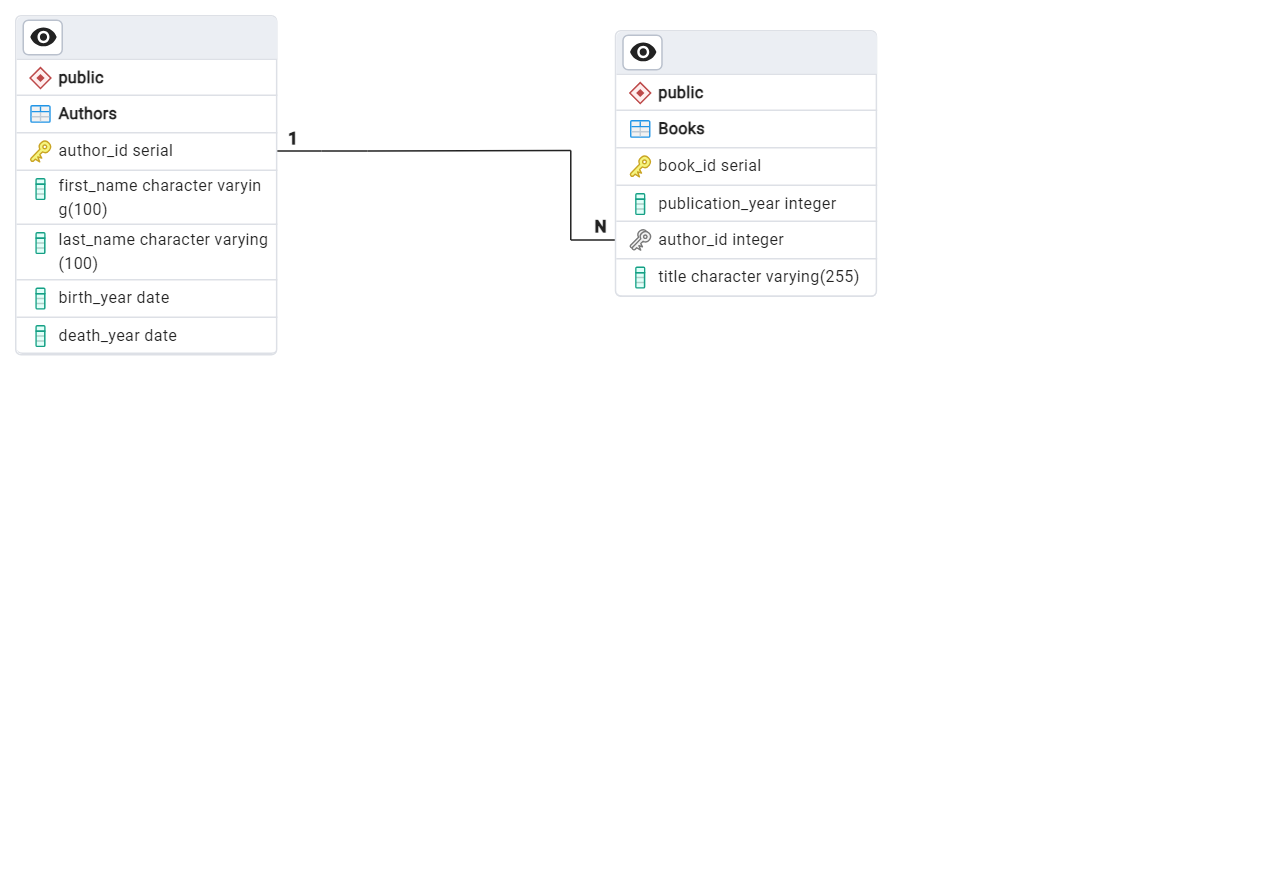 public
Authors
author_id serial
first_name character varyin
g(100)
last_name character varying
(100)
birth_year date
death_year date
1
N
public
Books
book_id serial
publication_year integer
author_id integer
title character varying(255)